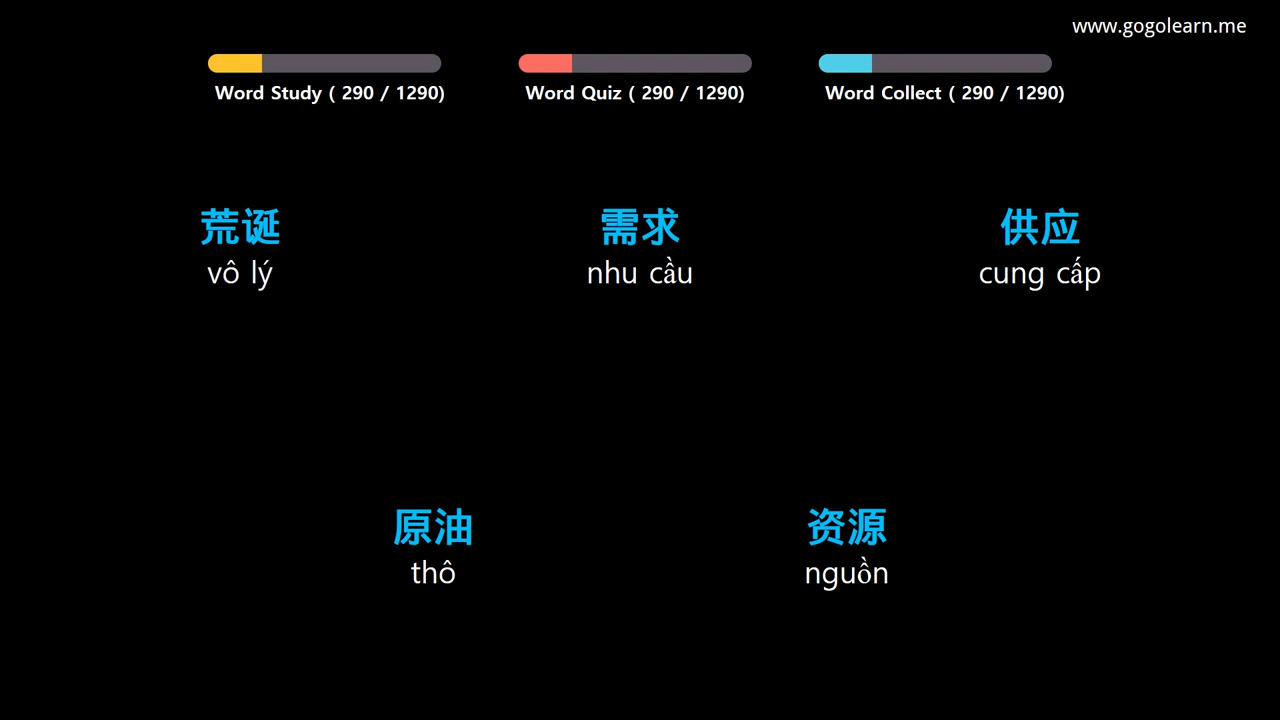 www.gogolearn.me
Word Study ( 290 / 1290)
Word Quiz ( 290 / 1290)
Word Collect ( 290 / 1290)
荒诞
vô lý
需求
nhu cầu
供应
cung cấp
原油
thô
资源
nguồn